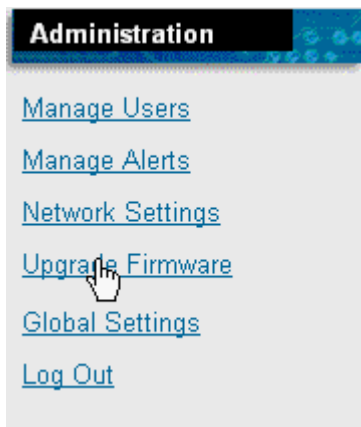 Administration
Manage Users
Manage Alerts
Network Settings
Upgrade Firmware
Global Settings
Log Out